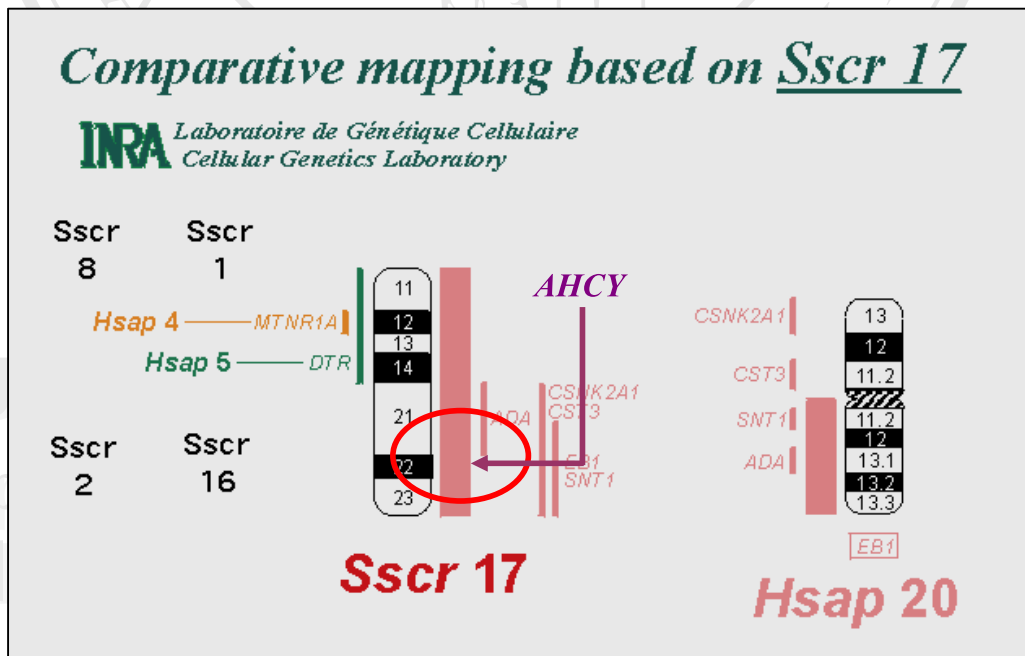 Comparative mapping based on Sscr 17
INRA Laboratoire de Génétique Cellulaire
Cellular Genetics Laboratory
Sscr Sscr
8 1
Hsap 4 MTNR1A
Hsap 5 DTR
Sscr Sscr
2 16
11
12
13
14
21
22
23
AHCY
ADA
CSNK2A1
CST3
EB1
SNT1
Sscr 17
CSNK2A1
CST3
SNT1
ADA
13
12
11.2
11.2
12
13.1
13.2
13.3
EB1
Hsap 20